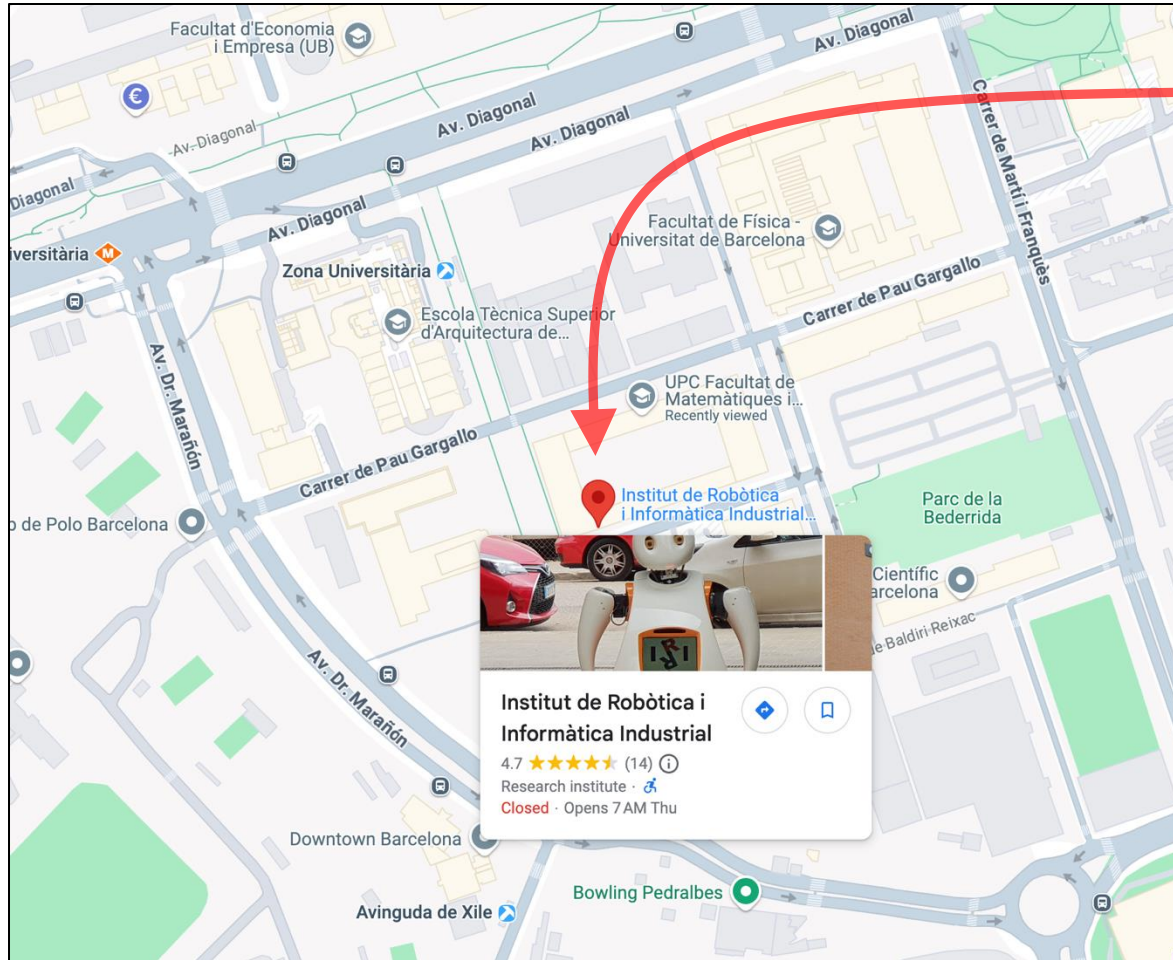 Facultat d'Economia
i Empresa (UB)
Av. Diagonal
€
Av. Diagonal
Av. Diagonal
Av. Diagonal
Diagonal
Av. Diagonal
Carrer de Martí i Franquès
Facultat de Física -
Universitat de Barcelona
iversitària M
Zona Universitària
Escola Tècnica Superior
d'Arquitectura de...
Carrer de Pau Gargallo
Av. Dr. Marañón
UPC Facultat de
Matemàtiques i...
Recently viewed
Carrer de Pau Gargallo
Institut de Robòtica
i Informàtica Industrial...
Parc de la
Bederrida
o de Polo Barcelona
Científic
arcelona
e Baldiri Reixac
IRI
Av. Dr. Marañón
Institut de Robòtica i
Informàtica Industrial
4.7 (14)
Research institute ·
Closed · Opens 7 AM Thu
Downtown Barcelona
Bowling Pedralbes
Avinguda de Xile